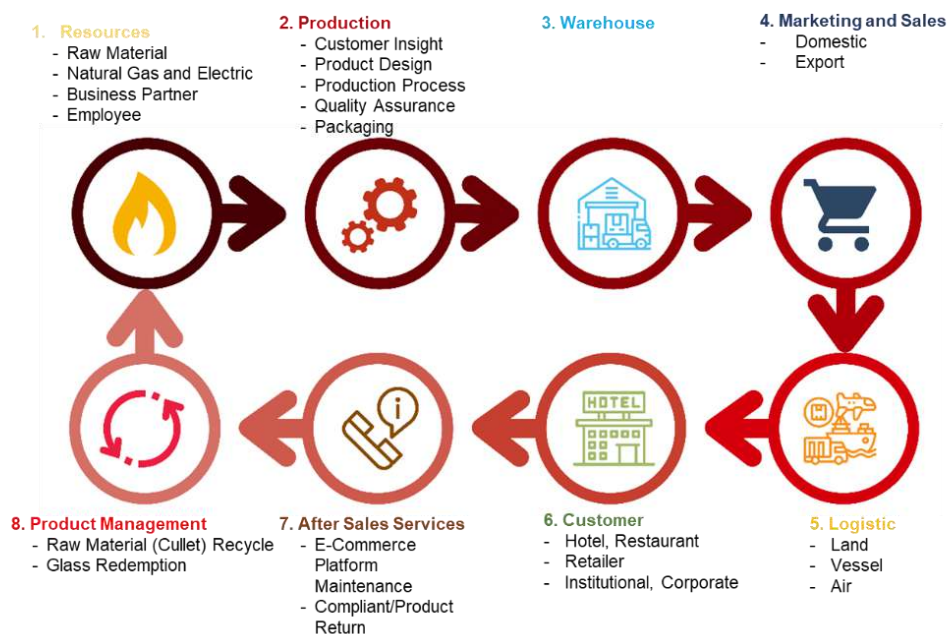 1. Resources
- Raw Material
- Natural Gas and Electric
- Business Partner
- Employee
2. Production
- Customer Insight
- Product Design
- Production Process
- Quality Assurance
- Packaging
3. Warehouse
4. Marketing and Sales
- Domestic
- Export
HOTEL
i
8. Product Management
- Raw Material (Cullet) Recycle
- Glass Redemption
7. After Sales Services
- E-Commerce
Platform
Maintenance
- Compliant/Product
Return
6. Customer
- Hotel, Restaurant
- Retailer
- Institutional, Corporate
5. Logistic
- Land
- Vessel
- Air